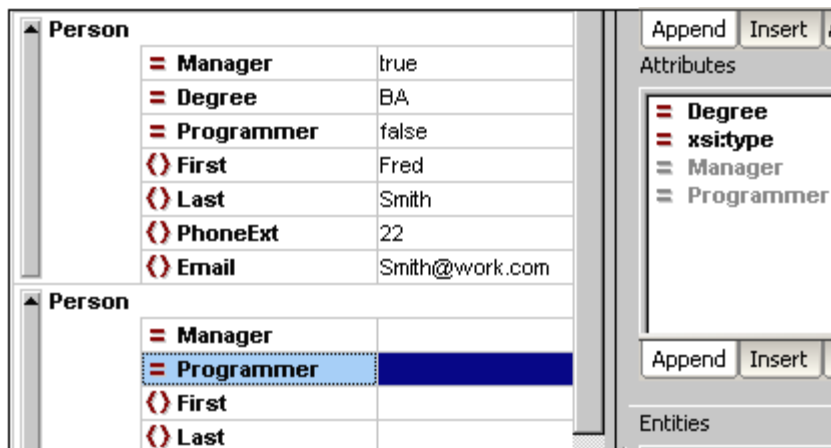 Person
= Manager true
= Degree BA
= Programmer false
() First Fred
() Last Smith
() PhoneExt 22
() Email Smith@work.com
Person
= Manager
= Programmer
() First
() Last
Append Insert
Attributes
= Degree
= xsi:type
= Manager
= Programmer
Append Insert
Entities